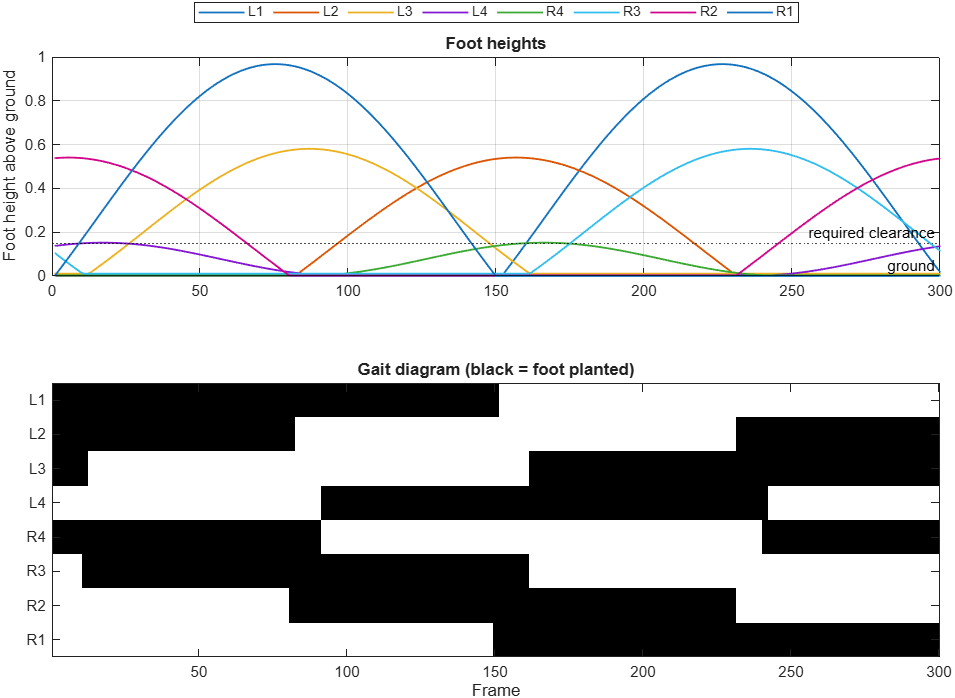 L1 L2 L3 L4 R4 R3 R2 R1
Foot heights
1
0.8
0.6
0.4
0.2
0
Foot height above ground
required clearance
ground
0 50 100 150 200 250 300
Gait diagram (black = foot planted)
L1
L2
L3
L4
R4
R3
R2
R1
50 100 150 200 250 300
Frame